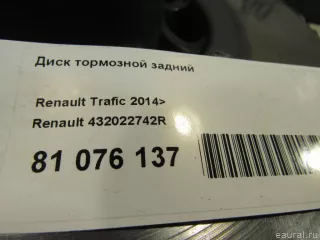 Диск тормозной задний
Renault Trafic 2014>
Renault 432022742R
81 076 137
eaural.ru